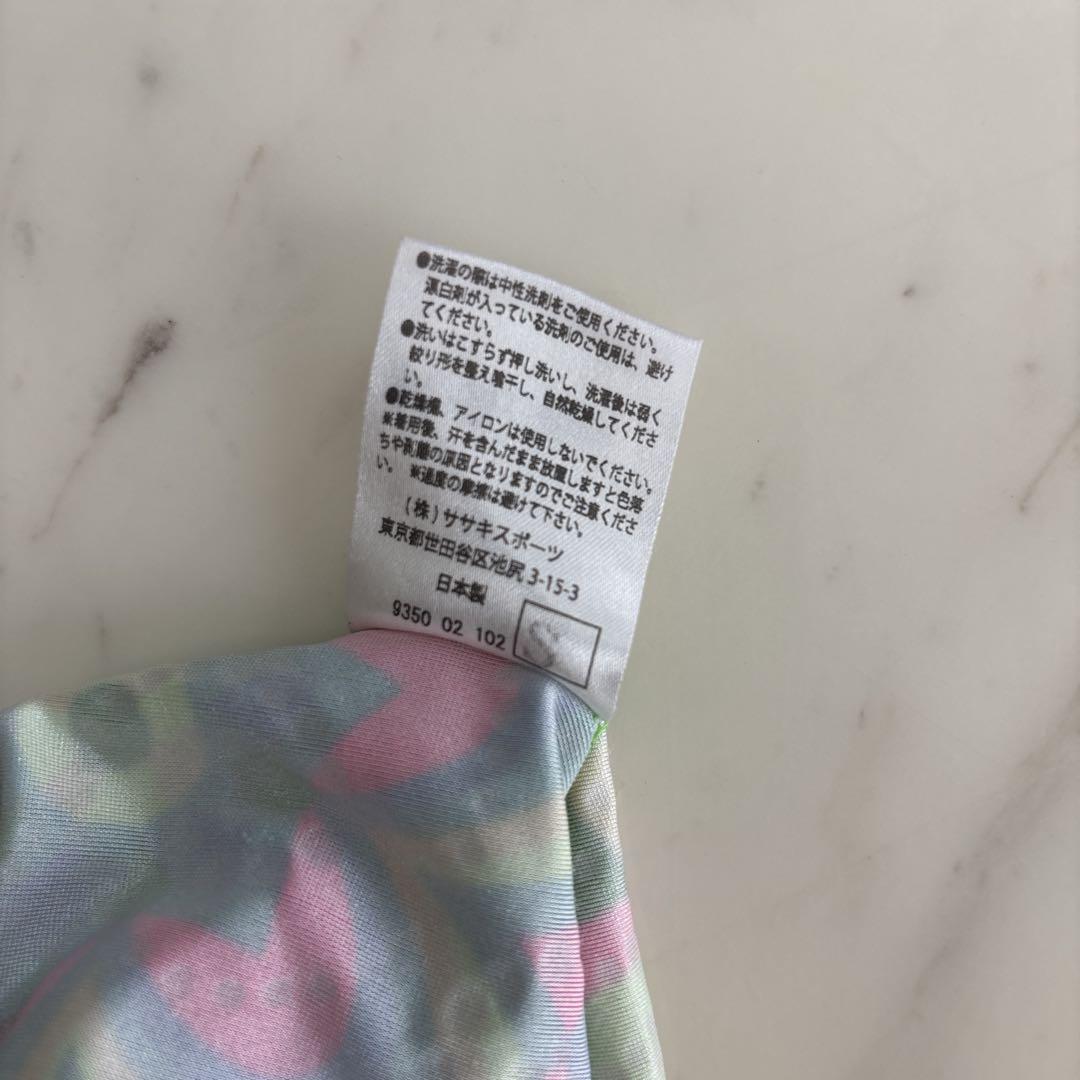 ●洗濯の際は中性洗剤をご使用ください。
漂白剤が入っている洗剤のご使用は、避け
てください。
●洗いはこすらず押し洗いし、洗濯後は弱く
絞り形を整え陰干し、自然乾燥してくださ
い。
●乾燥機、アイロンは使用しないでください。
※着用後、汗を含んだまま放置しますと色落
ちや剥離の原因となりますのでご注意くださ
い。 ※過度の摩擦は避けて下さい。
(株)ササキスポーツ
東京都世田谷区池尻3-15-3
日本製
9350 02 102
S